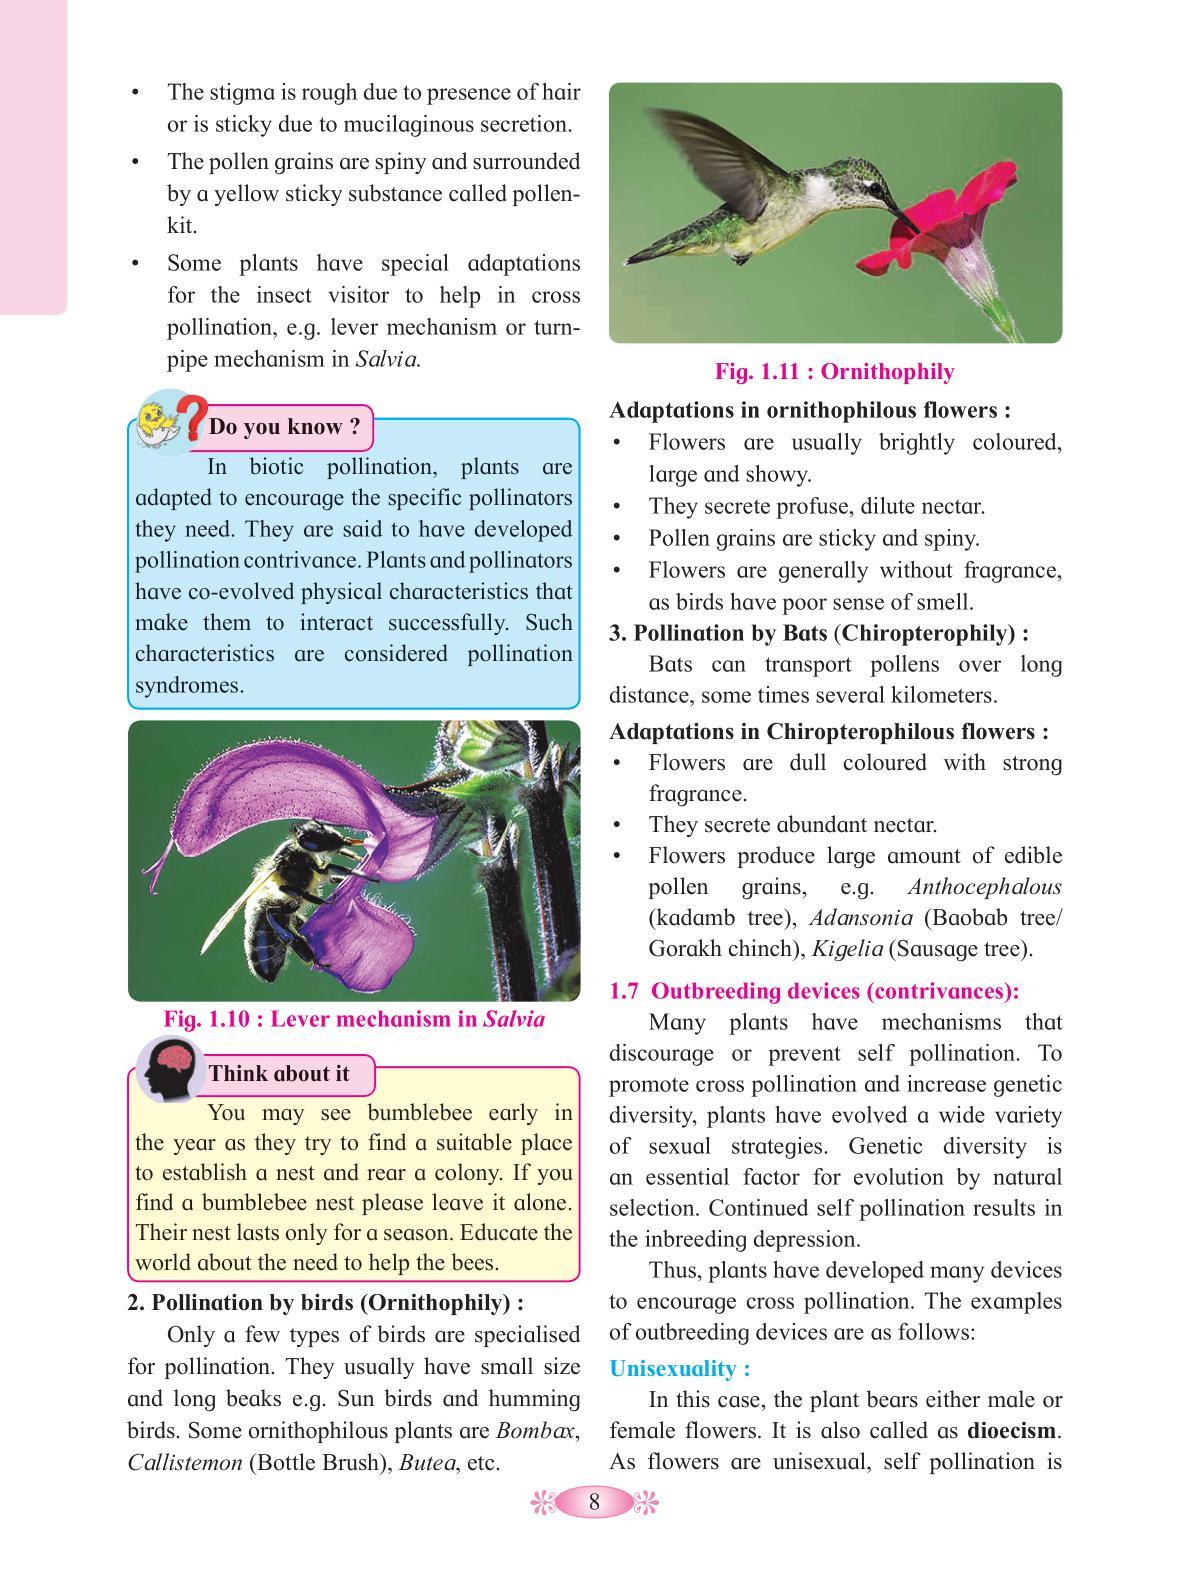 • The stigma is rough due to presence of hair
or is sticky due to mucilaginous secretion.
• The pollen grains are spiny and surrounded
by a yellow sticky substance called pollen-
kit.
• Some plants have special adaptations
for the insect visitor to help in cross
pollination, e.g. lever mechanism or turn-
pipe mechanism in Salvia.
Do you know ?
In biotic pollination, plants are
adapted to encourage the specific pollinators
they need. They are said to have developed
pollination contrivance. Plants and pollinators
have co-evolved physical characteristics that
make them to interact successfully. Such
characteristics are considered pollination
syndromes.
Fig. 1.10 : Lever mechanism in Salvia
Think about it
You may see bumblebee early in
the year as they try to find a suitable place
to establish a nest and rear a colony. If you
find a bumblebee nest please leave it alone.
Their nest lasts only for a season. Educate the
world about the need to help the bees.
2. Pollination by birds (Ornithophily) :
Only a few types of birds are specialised
for pollination. They usually have small size
and long beaks e.g. Sun birds and humming
birds. Some ornithophilous plants are Bombax,
Callistemon (Bottle Brush), Butea, etc.
Fig. 1.11 : Ornithophily
Adaptations in ornithophilous flowers :
• Flowers are usually brightly coloured,
large and showy.
• They secrete profuse, dilute nectar.
• Pollen grains are sticky and spiny.
• Flowers are generally without fragrance,
as birds have poor sense of smell.
3. Pollination by Bats (Chiropterophily) :
Bats can transport pollens over long
distance, some times several kilometers.
Adaptations in Chiropterophilous flowers :
• Flowers are dull coloured with strong
fragrance.
• They secrete abundant nectar.
• Flowers produce large amount of edible
pollen grains, e.g. Anthocephalous
(kadamb tree), Adansonia (Baobab tree/
Gorakh chinch), Kigelia (Sausage tree).
1.7 Outbreeding devices (contrivances):
Many plants have mechanisms that
discourage or prevent self pollination. To
promote cross pollination and increase genetic
diversity, plants have evolved a wide variety
of sexual strategies. Genetic diversity is
an essential factor for evolution by natural
selection. Continued self pollination results in
the inbreeding depression.
Thus, plants have developed many devices
to encourage cross pollination. The examples
of outbreeding devices are as follows:
Unisexuality :
In this case, the plant bears either male or
female flowers. It is also called as dioecism.
As flowers are unisexual, self pollination is
8